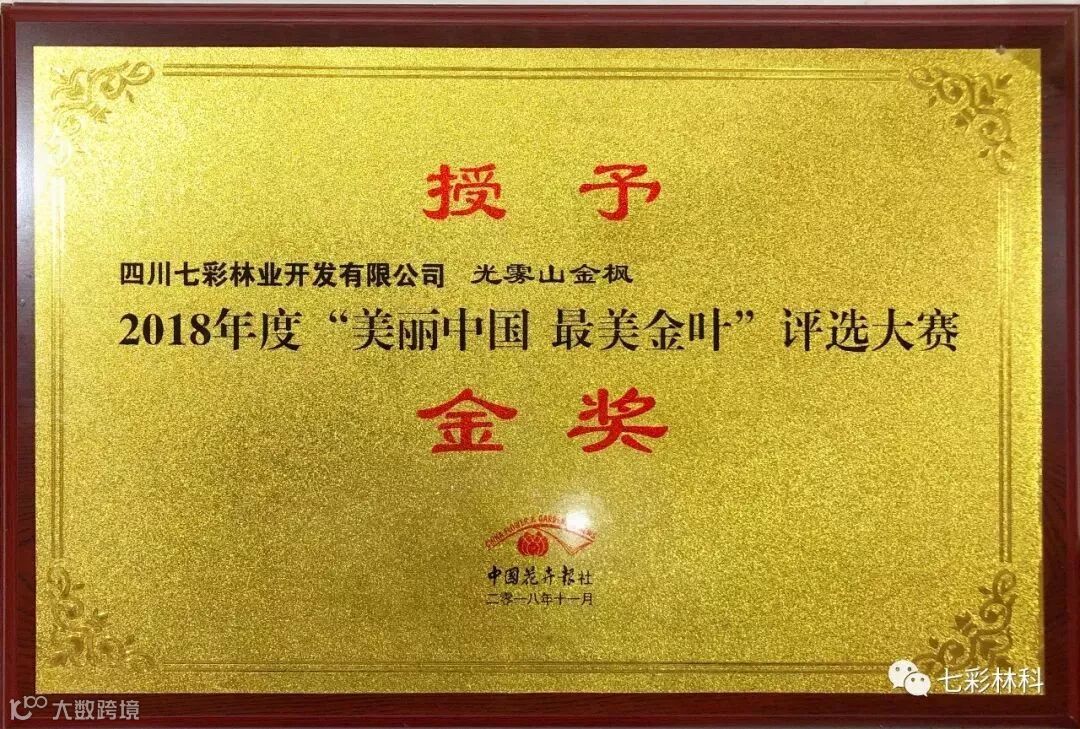 授予
四川七彩林业开发有限公司 光雾山金枫
2018年度“美丽中国 最美金叶”评选大赛
金奖
中国花卉报社
二零一八年十一月
七彩林科
大数跨境